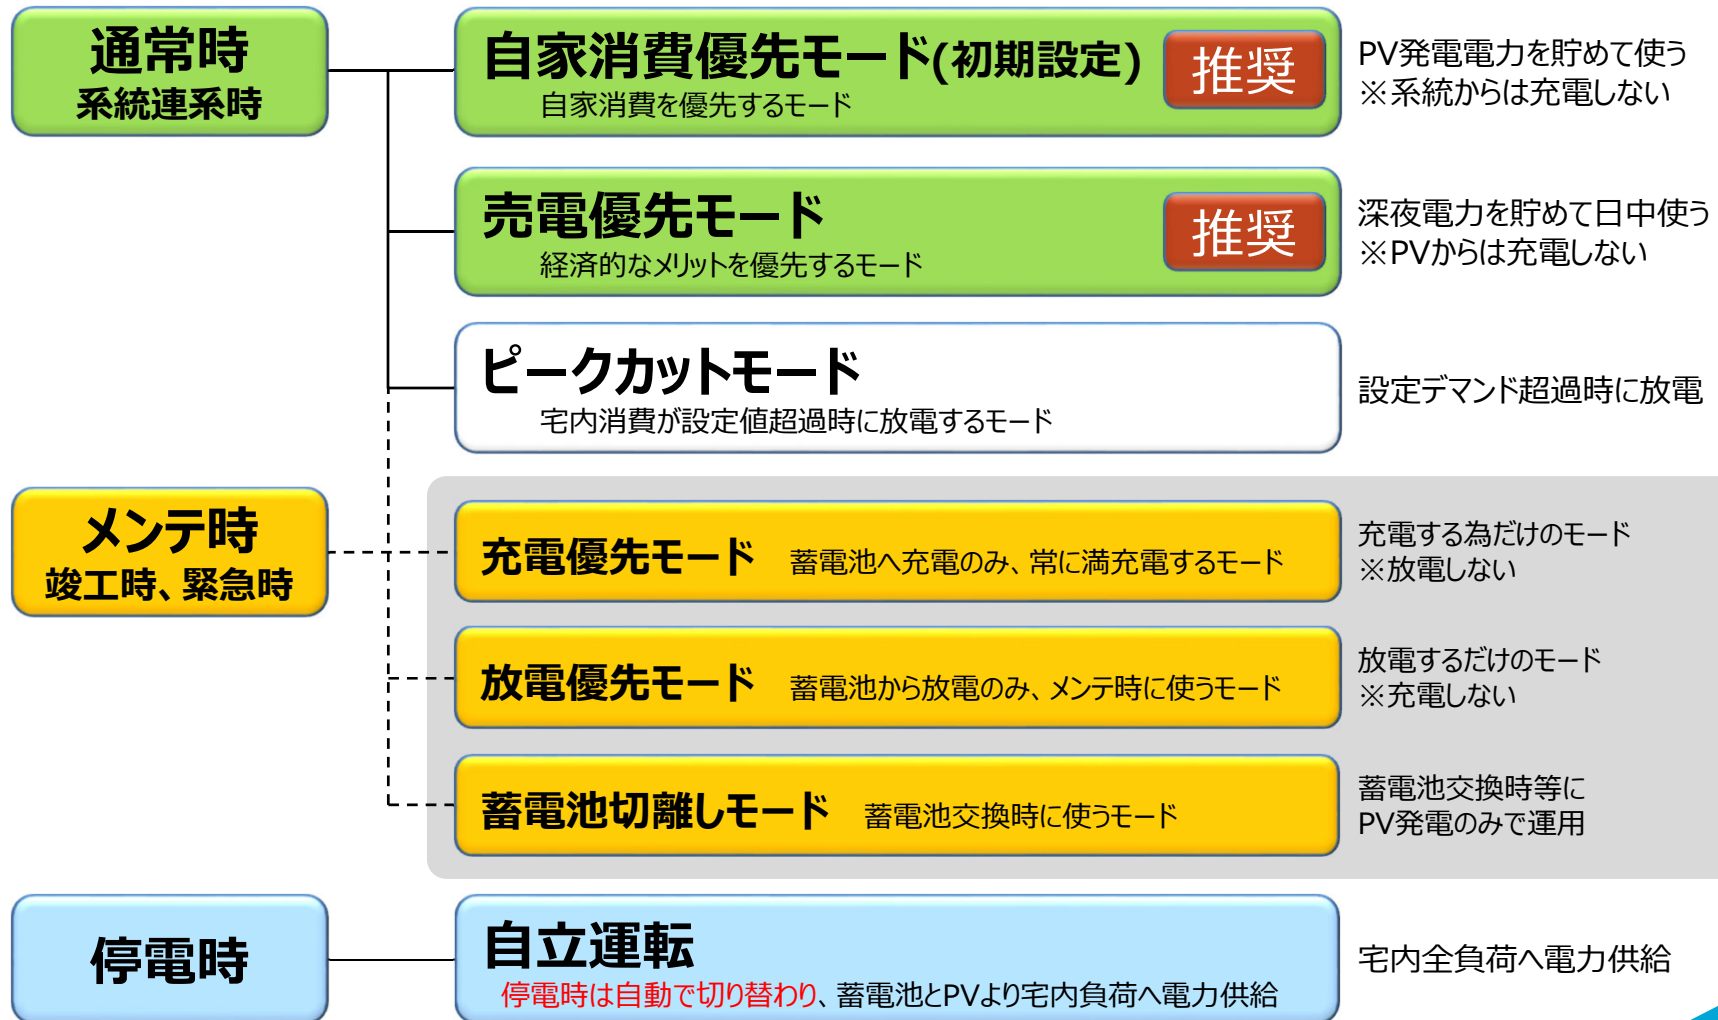 通常時
系統連系時
自家消費優先モード(初期設定)
推奨
自家消費を優先するモード
PV発電電力を貯めて使う
※系統からは充電しない
売電優先モード
推奨
経済的なメリットを優先するモード
深夜電力を貯めて日中使う
※PVからは充電しない
ピークカットモード
宅内消費が設定値超過時に放電するモード
設定デマンド超過時に放電
メンテ時
竣工時、緊急時
充電優先モード 蓄電池へ充電のみ、常に満充電するモード
充電する為だけのモード
※放電しない
放電優先モード 蓄電池から放電のみ、メンテ時に使うモード
放電するだけのモード
※充電しない
蓄電池切離しモード 蓄電池交換時に使うモード
蓄電池交換時等に
PV発電のみで運用
停電時
自立運転
停電時は自動で切り替わり、蓄電池とPVより宅内負荷へ電力供給
宅内全負荷へ電力供給